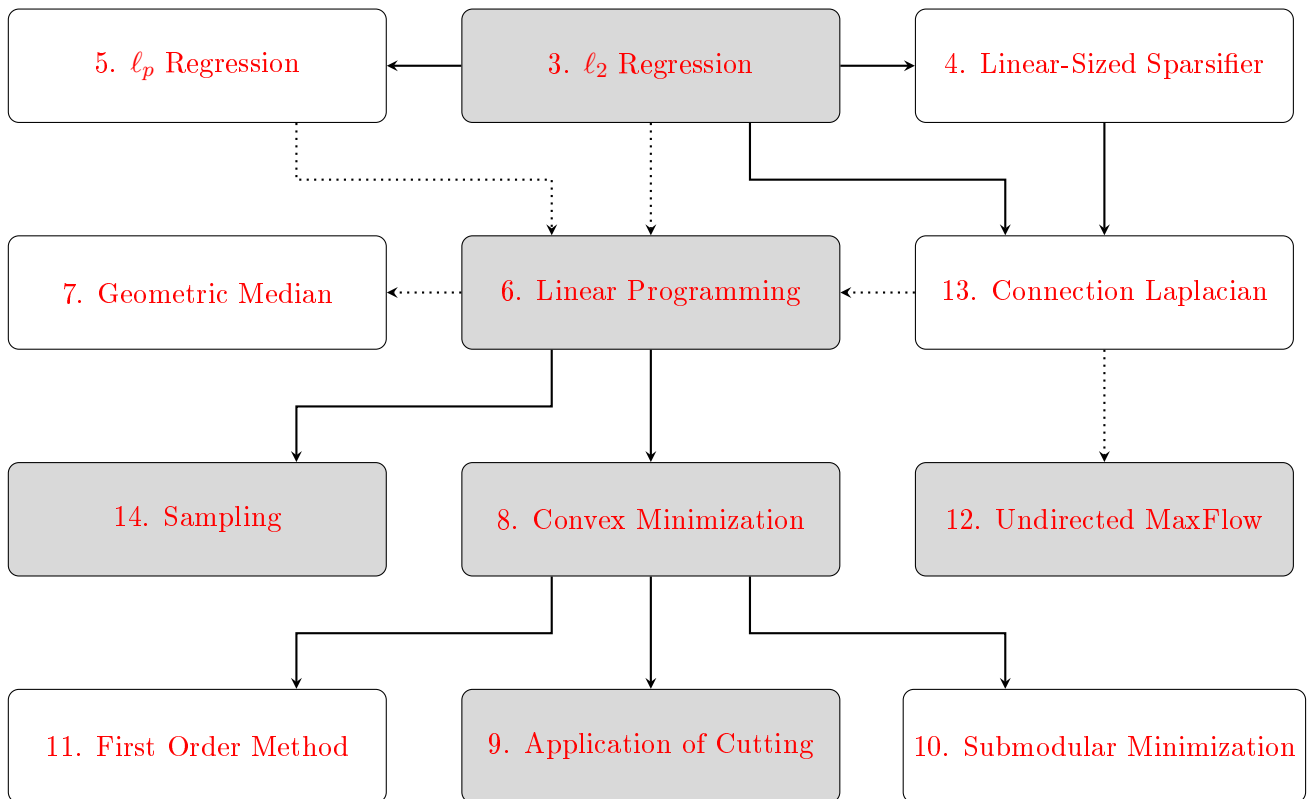 5. ℓp Regression
3. ℓ2 Regression
4. Linear-Sized Sparsifier
7. Geometric Median
6. Linear Programming
13. Connection Laplacian
14. Sampling
8. Convex Minimization
12. Undirected MaxFlow
11. First Order Method
9. Application of Cutting
10. Submodular Minimization